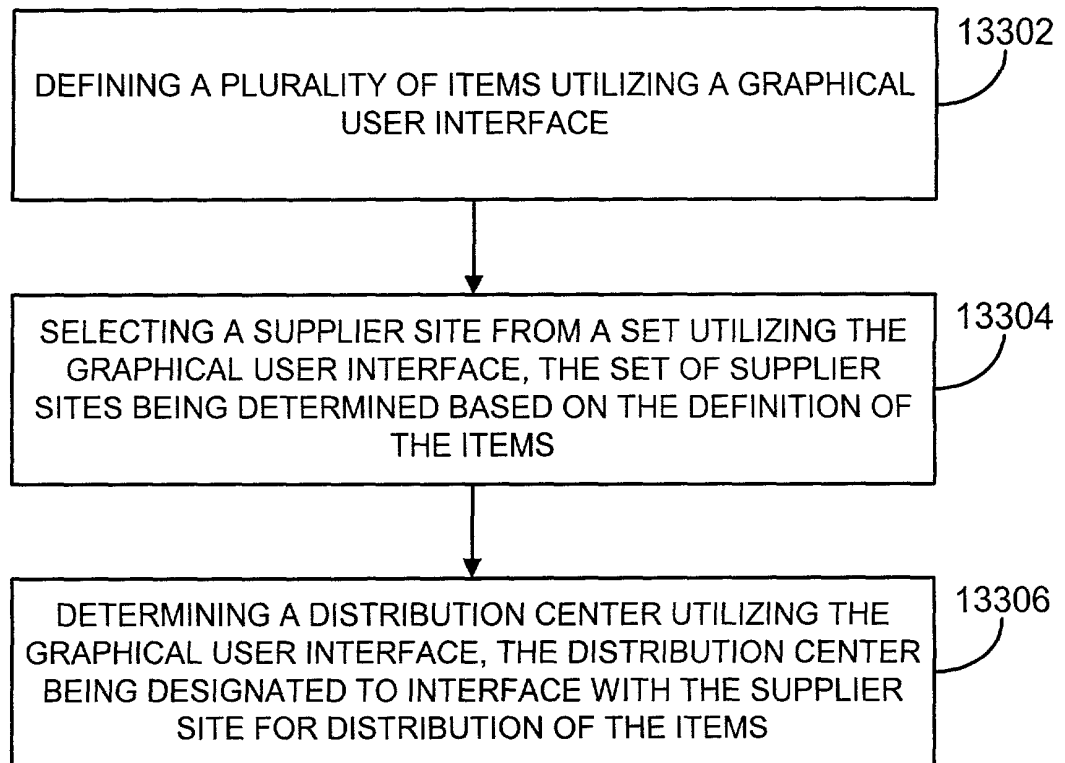 13302
DEFINING A PLURALITY OF ITEMS UTILIZING A GRAPHICAL
USER INTERFACE
13304
SELECTING A SUPPLIER SITE FROM A SET UTILIZING THE
GRAPHICAL USER INTERFACE, THE SET OF SUPPLIER
SITES BEING DETERMINED BASED ON THE DEFINITION OF
THE ITEMS
13306
DETERMINING A DISTRIBUTION CENTER UTILIZING THE
GRAPHICAL USER INTERFACE, THE DISTRIBUTION CENTER
BEING DESIGNATED TO INTERFACE WITH THE SUPPLIER
SITE FOR DISTRIBUTION OF THE ITEMS